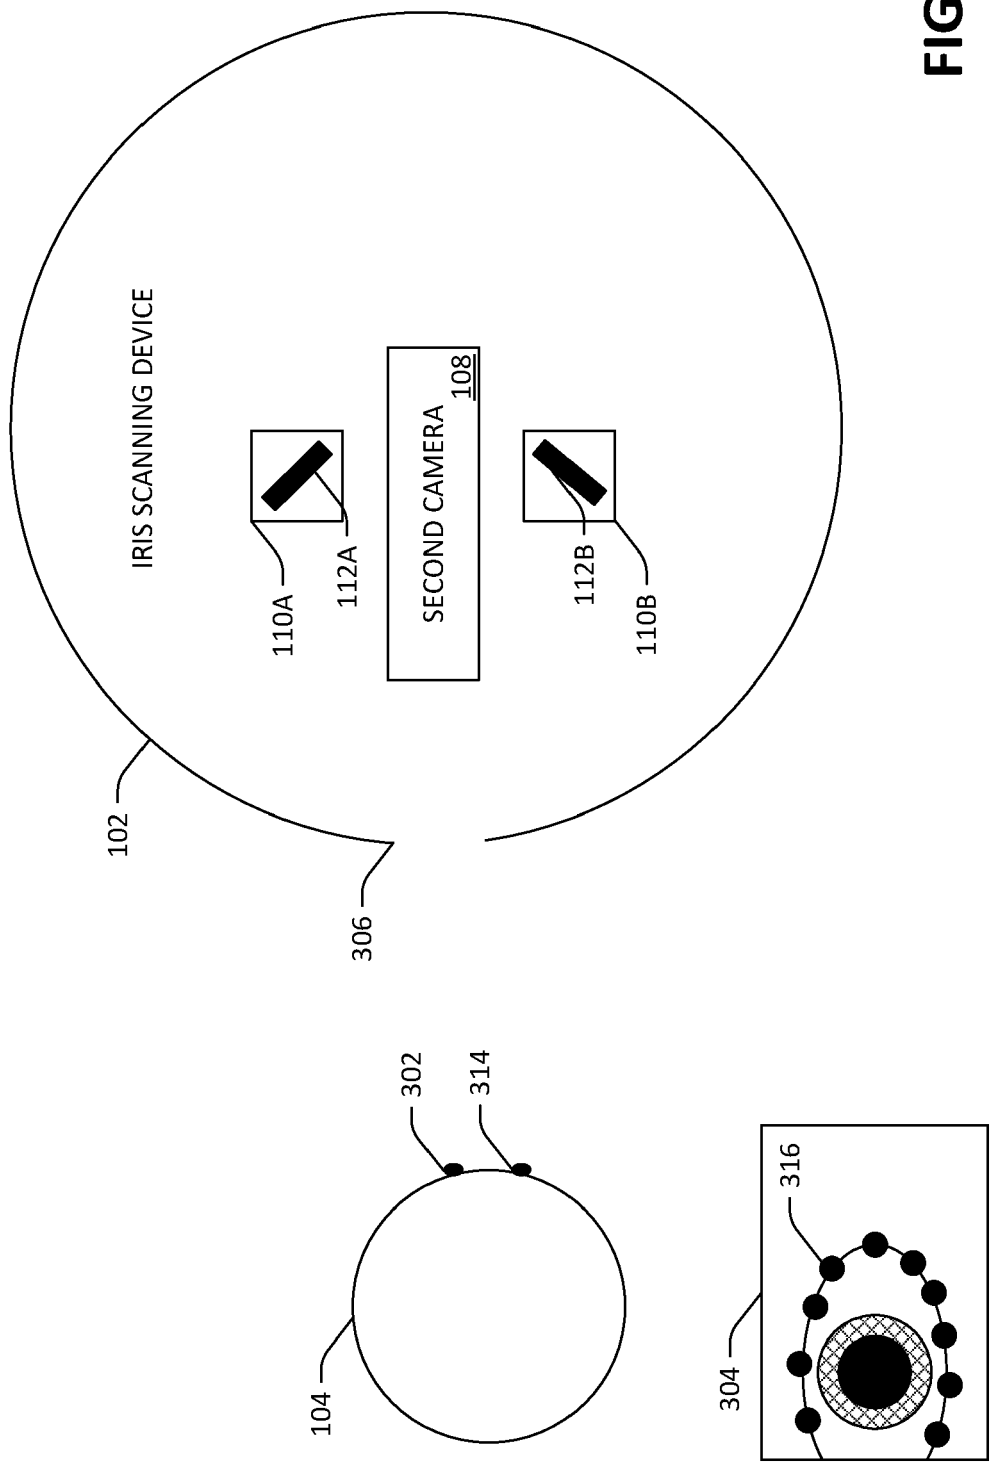 IRIS SCANNING DEVICE
110A
112A
SECOND CAMERA
108
112B
110B
102
306
302
314
104
316
304
FIG